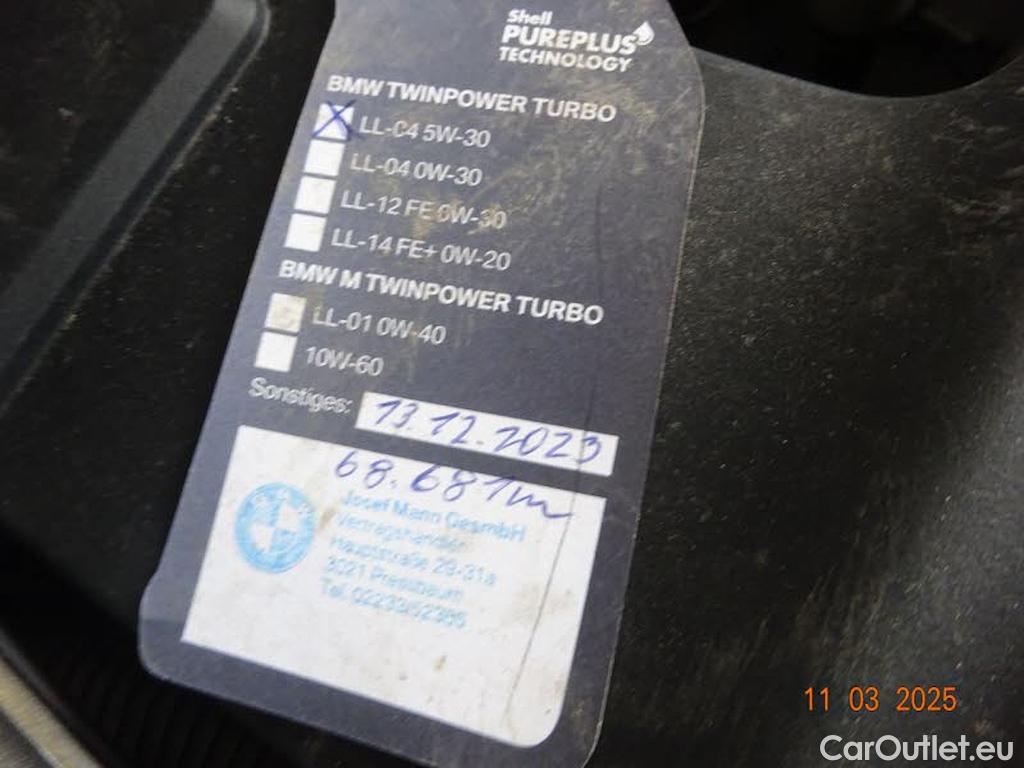 Shell
PUREPLUS
TECHNOLOGY
BMW TWINPOWER TURBO
LL-04 5W-30
LL-04 0W-30
LL-12 FE 0W-30
LL-14 FE+ 0W-20
BMW M TWINPOWER TURBO
LL-01 0W-40
10W-60
Sonstiges: 13.12.2023
68.681
Josef Mann GesmbH
Vertragshändler
Hauptstraße 29-31a
3021 Pressbaum
Tel. 02233/52385
11 03 2025
CarOutlet.eu